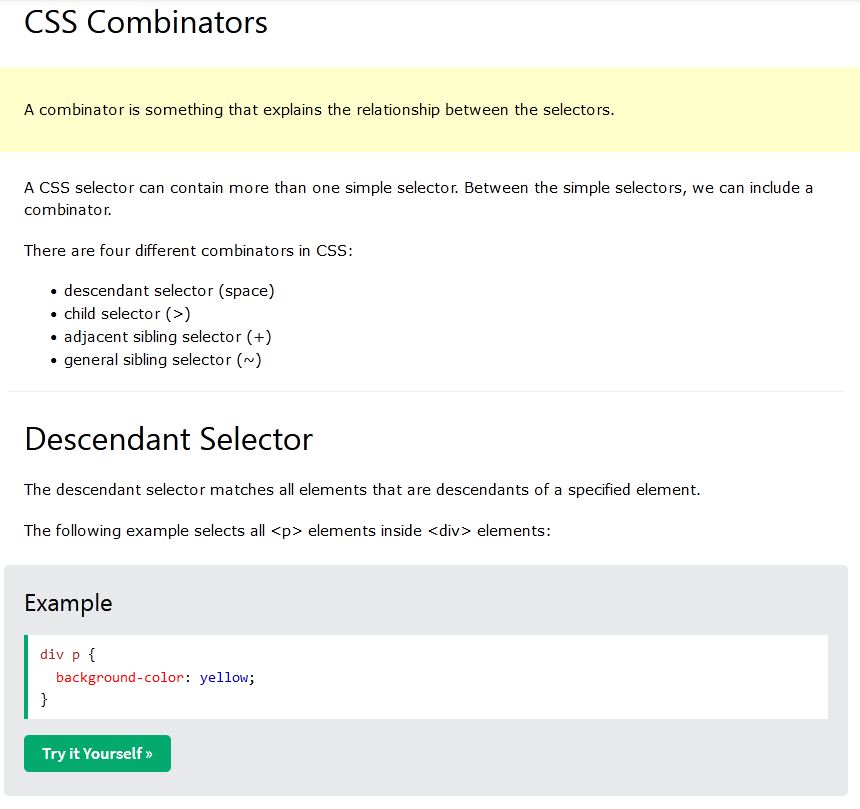 CSS Combinators
A combinator is something that explains the relationship between the selectors.
A CSS selector can contain more than one simple selector. Between the simple selectors, we can include a
combinator.
There are four different combinators in CSS:
• descendant selector (space)
• child selector (>)
• adjacent sibling selector (+)
• general sibling selector (~)
Descendant Selector
The descendant selector matches all elements that are descendants of a specified element.
The following example selects all <p> elements inside <div> elements:
Example
div p {
  background-color: yellow;
}
Try it Yourself »